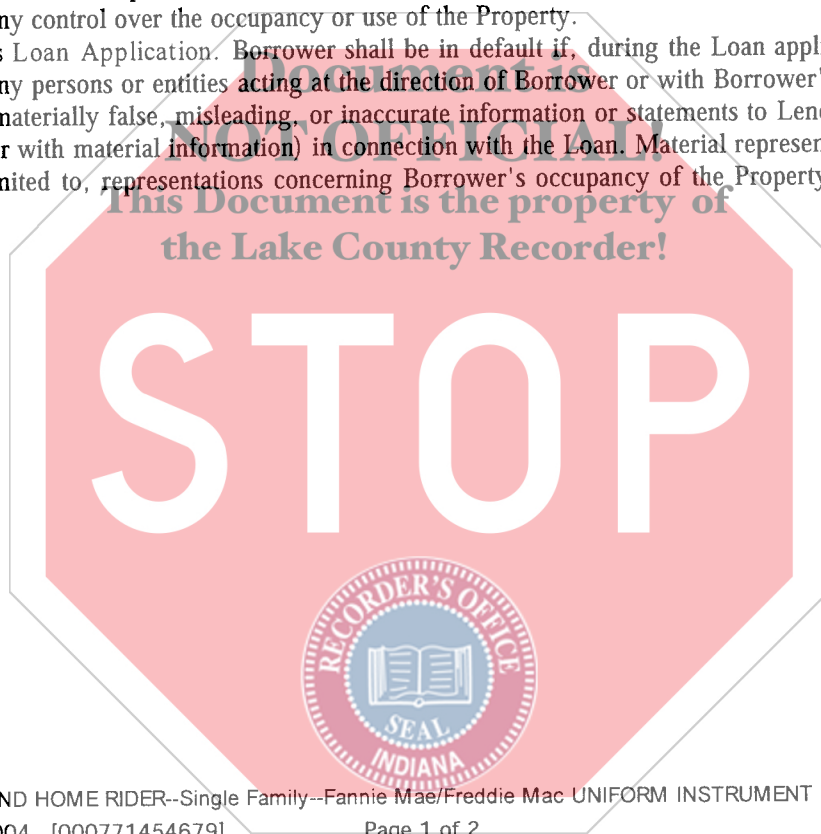 ny control over the occupancy or use of the Property.
s Loan Application. Borrower shall be in default if, during the Loan appl
ny persons or entities acting at the direction of Borrower or with Borrower'
materially false, misleading, or inaccurate information or statements to Len
r with material information) in connection with the Loan. Material represen
nited to, representations concerning Borrower's occupancy of the Property
Document is
NOT OFFICIAL!
This Document is the property of
the Lake County Recorder!
STOP
RECORDER'S OFFICE
SEAL
INDIANA
ND HOME RIDER--Single Family--Fannie Mae/Freddie Mac UNIFORM INSTRUMENT
004 [000771454679] Page 1 of 2